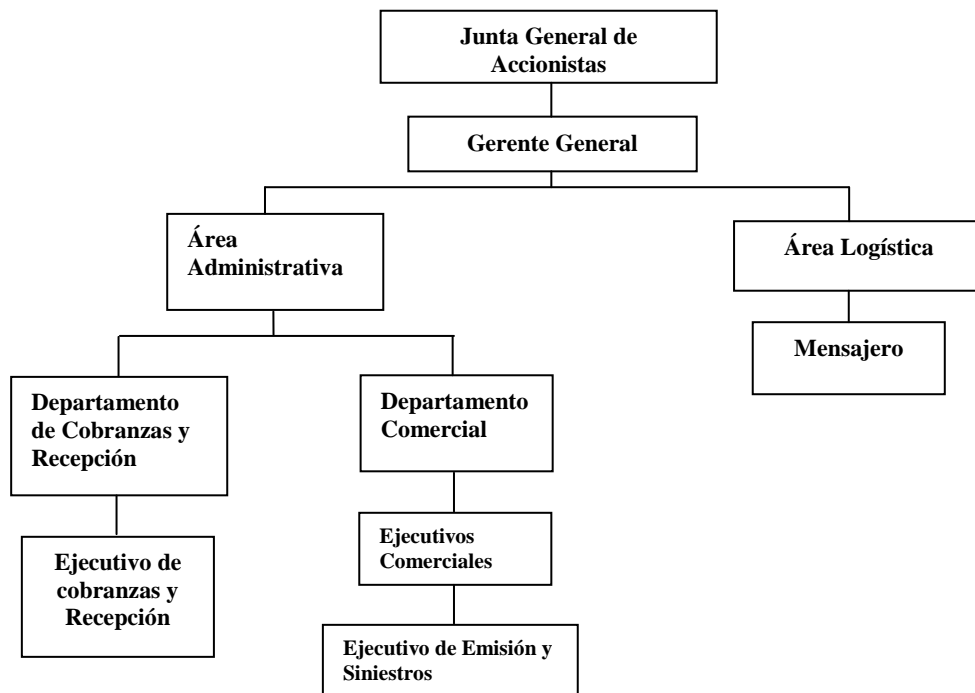 Junta General de
Accionistas
Gerente General
Área
Administrativa
Área Logística
Mensajero
Departamento
de Cobranzas y
Recepción
Departamento
Comercial
Ejecutivos
Comerciales
Ejecutivo de
cobranzas y
Recepción
Ejecutivo de Emisión y
Siniestros